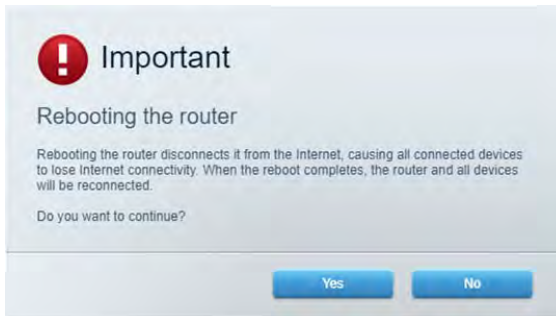 Important
Rebooting the router
Rebooting the router disconnects it from the Internet, causing all connected devices
to lose Internet connectivity. When the reboot completes, the router and all devices
will be reconnected.
Do you want to continue?
Yes No